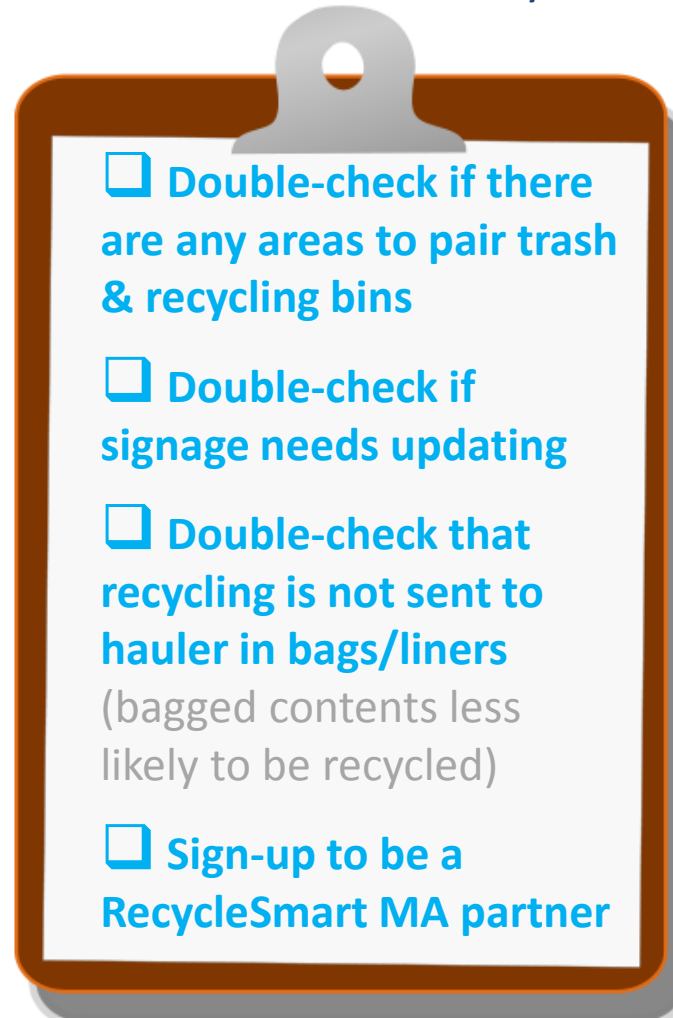 ❑ Double-check if there
are any areas to pair trash
& recycling bins
❑ Double-check if
signage needs updating
❑ Double-check that
recycling is not sent to
hauler in bags/liners
(bagged contents less
likely to be recycled)
❑ Sign-up to be a
RecycleSmart MA partner